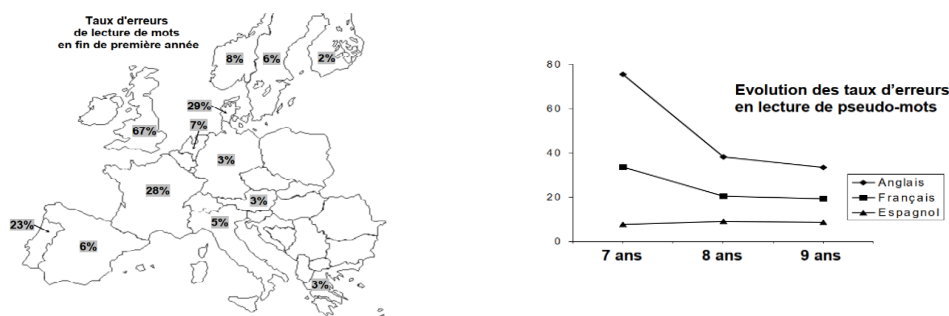 Taux d'erreurs
de lecture de mots
en fin de première année
8%
6%
2%
29%
7%
67%
3%
28%
3%
23%
5%
6%
3%
Evolution des taux d'erreurs
en lecture de pseudo-mots
80
60
40
20
0
Anglais
Français
Espagnol
7 ans
8 ans
9 ans